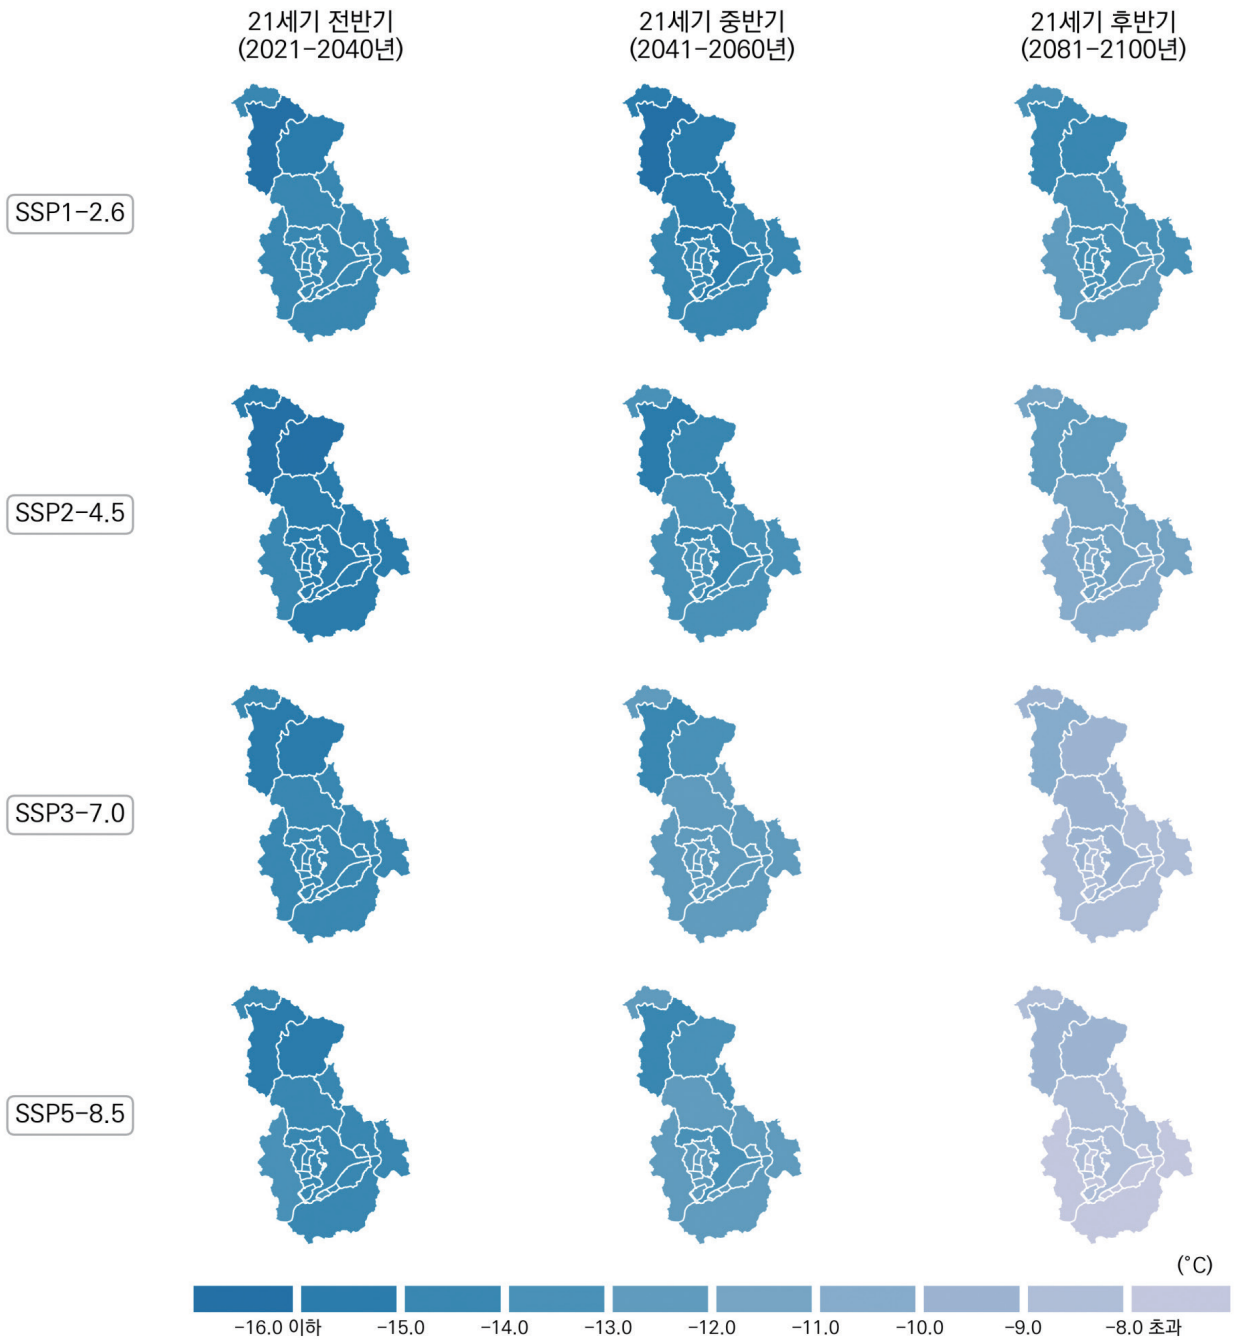 21세기 전반기
(2021-2040년)
21세기 중반기
(2041-2060년)
21세기 후반기
(2081-2100년)
SSP1-2.6
SSP2-4.5
SSP3-7.0
SSP5-8.5
(°C)
-16.0 이하
-15.0
-14.0
-13.0
-12.0
-11.0
-10.0
-9.0
-8.0 초과